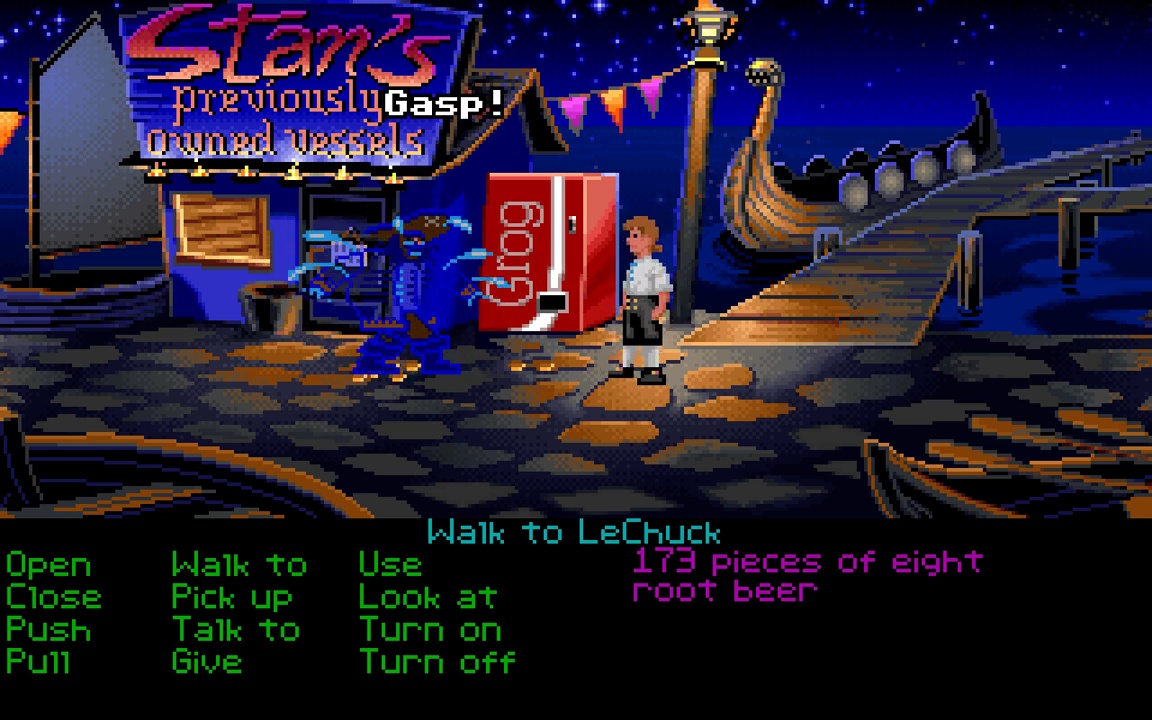 Stan's
previously
owned vessels
Gasp!
Grog
Walk to LeChuck
Open Walk to Use
Close Pick up Look at
Push Talk to Turn on
Pull Give Turn off
173 pieces of eight
root beer